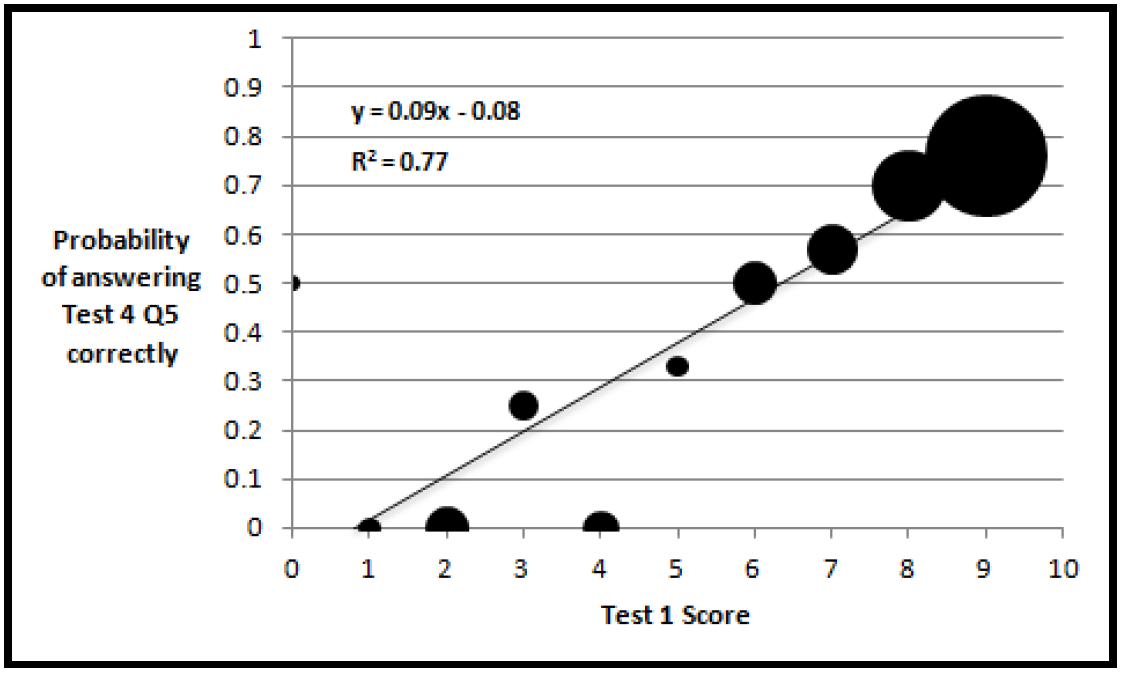 1
0.9
y = 0.09x - 0.08
0.8
R² = 0.77
0.7
Probability
of answering
Test 4 Q5
correctly
0.6
0.5
0.4
0.3
0.2
0.1
0
0 1 2 3 4 5 6 7 8 9 10
Test 1 Score